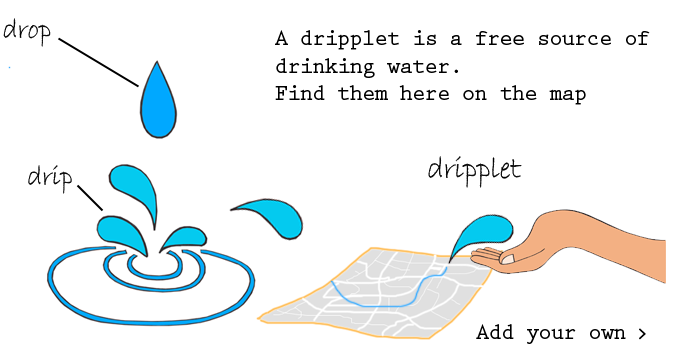 drop
A dripplet is a free source of
drinking water.
Find them here on the map
drip
dripplet
Add your own >